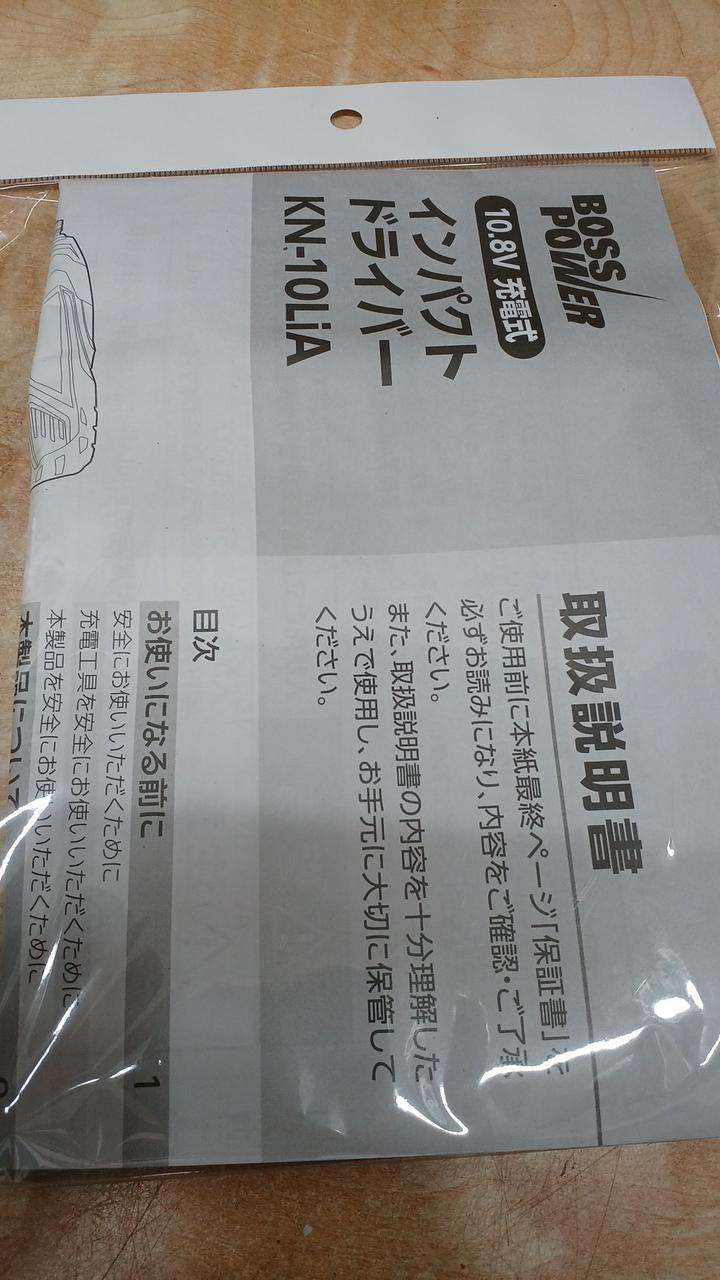 BOSS
POWER
10.8V 充電式
インパクト
ドライバー
KN-10LiA
取扱説明書
ご使用前に本紙最終ページ「保証書」を
必ずお読みになり、内容をご確認・ご了承
ください。
また、取扱説明書の内容を十分理解した
うえで使用し、お手元に大切に保管して
ください。
目次
お使いになる前に 1
安全にお使いいただくために
充電工具を安全にお使いいただくために
本製品を安全にお使いいただくために
本製品について